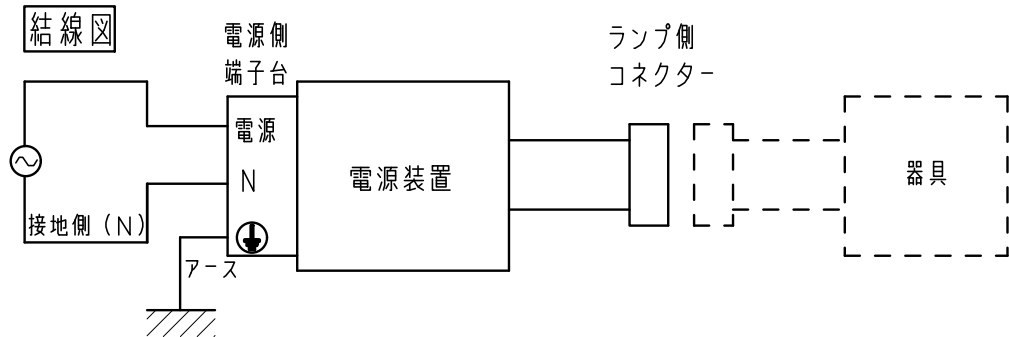 結線図
電源側
端子台
ランプ側
コネクター
電源
N
電源装置
器具
接地側(N)
アース